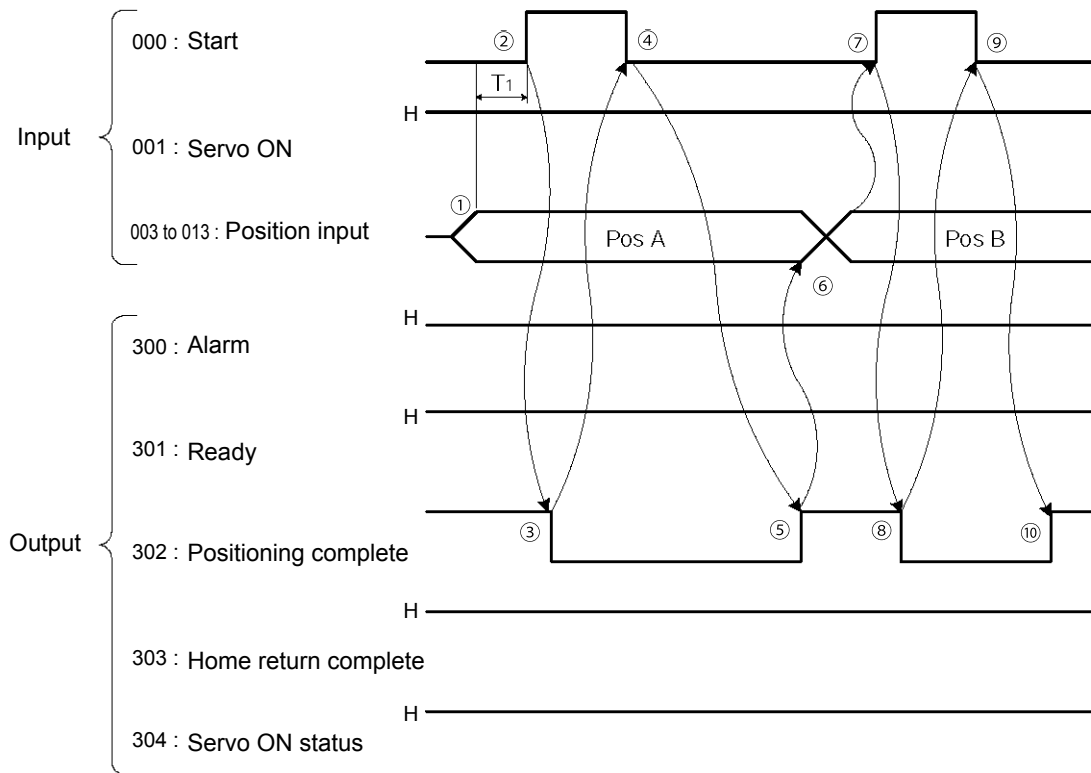 ② ④ ⑦ ⑨
000 : Start
T1
H
Input
001 : Servo ON
①
003 to 013 : Position input
Pos A
Pos B
⑥
H
300 : Alarm
H
301 : Ready
③ ⑤ ⑧ ⑩
Output
302 : Positioning complete
H
303 : Home return complete
H
304 : Servo ON status